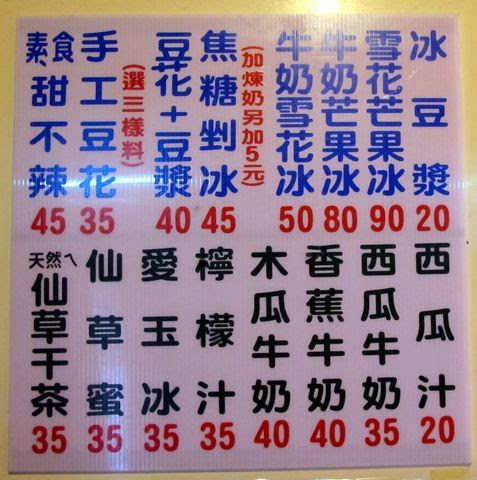 冰豆漿 20
雪花芒果冰 90
牛奶芒果冰 80
牛奶雪花冰 50
(加煉奶另加5元)
焦糖剉冰 45
豆花+豆漿 40
(選三樣料)
手工豆花 35
素食、甜不辣 45
西瓜汁 20
西瓜牛奶 35
香蕉牛奶 40
木瓜牛奶 40
檸檬汁 35
愛玉冰 35
仙草蜜 35
天然ㄟ仙草干茶 35